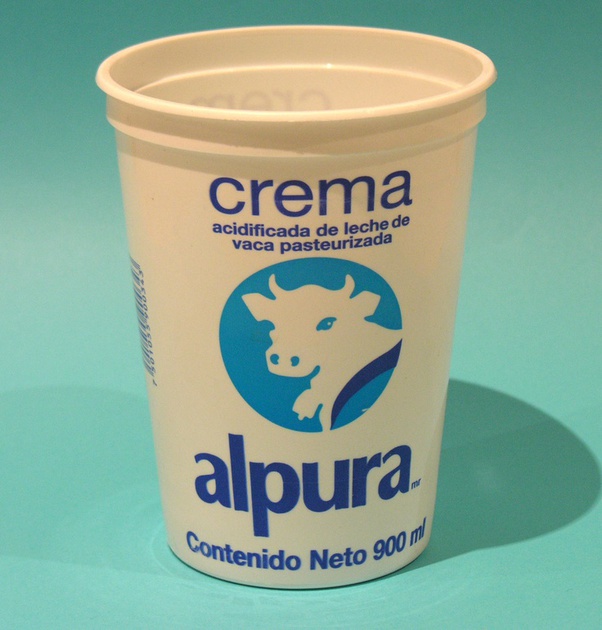 crema
acidificada de leche de
vaca pasteurizada
alpura
mr
Contenido Neto 900 ml